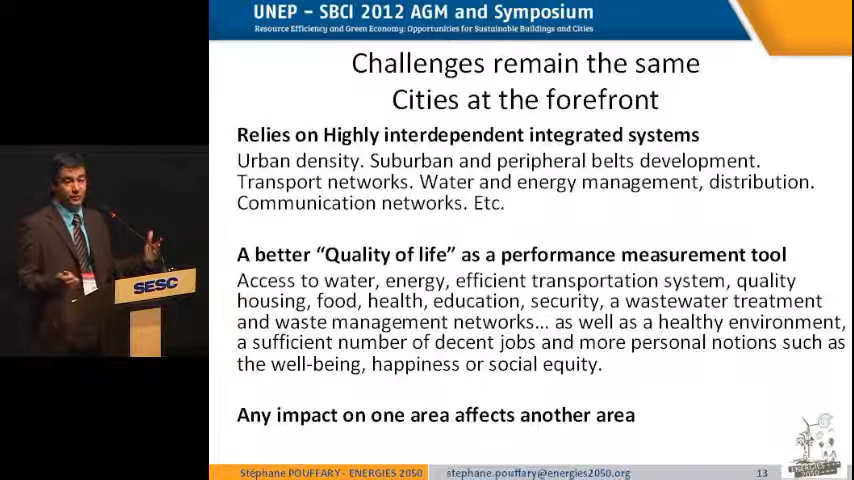 UNEP – SBCI 2012 AGM and Symposium
Resource Efficiency and Green Economy: Opportunities for Sustainable Buildings and Cities
Challenges remain the same
Cities at the forefront
Relies on Highly interdependent integrated systems
Urban density. Suburban and peripheral belts development.
Transport networks. Water and energy management, distribution.
Communication networks. Etc.
A better “Quality of life” as a performance measurement tool
Access to water, energy, efficient transportation system, quality
housing, food, health, education, security, a wastewater treatment
and waste management networks… as well as a healthy environment,
a sufficient number of decent jobs and more personal notions such as
the well-being, happiness or social equity.
Any impact on one area affects another area
SESC
Stéphane.POUFFARY - ENERGIES 2050
stephane.pouffary@energies2050.org
13
ENERGIES
2050